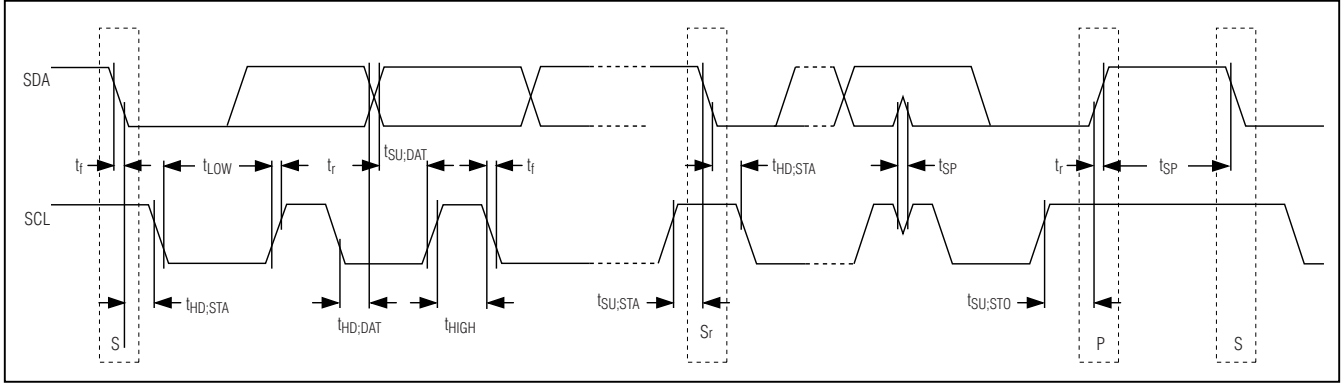 SDA
tf
tLOW
tr
tSU;DAT
tf
tHD;STA
tSP
tr
tSP
SCL
tHD;STA
tHD;DAT
tHIGH
tSU;STA
tSU;STO
S
Sr
P
S